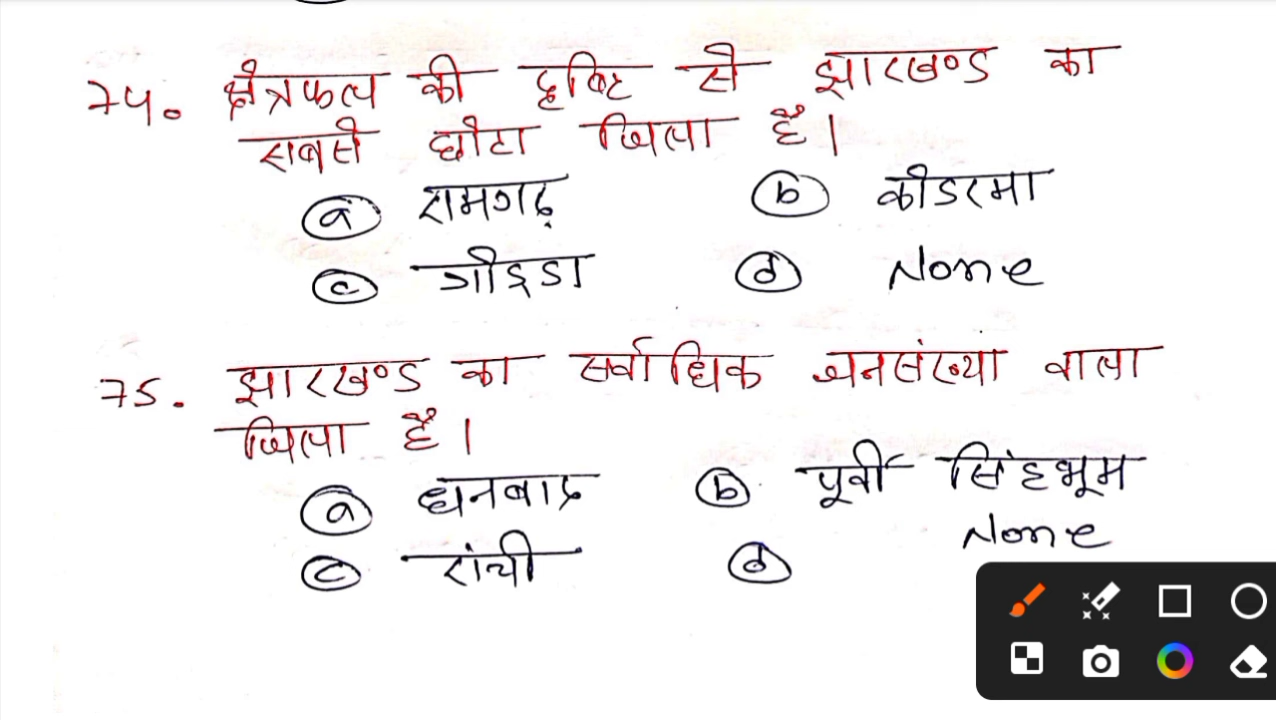 74. क्षेत्रफल की दृष्टि से झारखण्ड का
सबसे छोटा जिला है।
(a) रामगढ़ (b) कोडरमा
(c) गोड्डा (d) None
75. झारखण्ड का सर्वाधिक जनसंख्या वाला
जिला है।
(a) धनबाद (b) पूर्वी सिंहभूम
(c) रांची (d) None